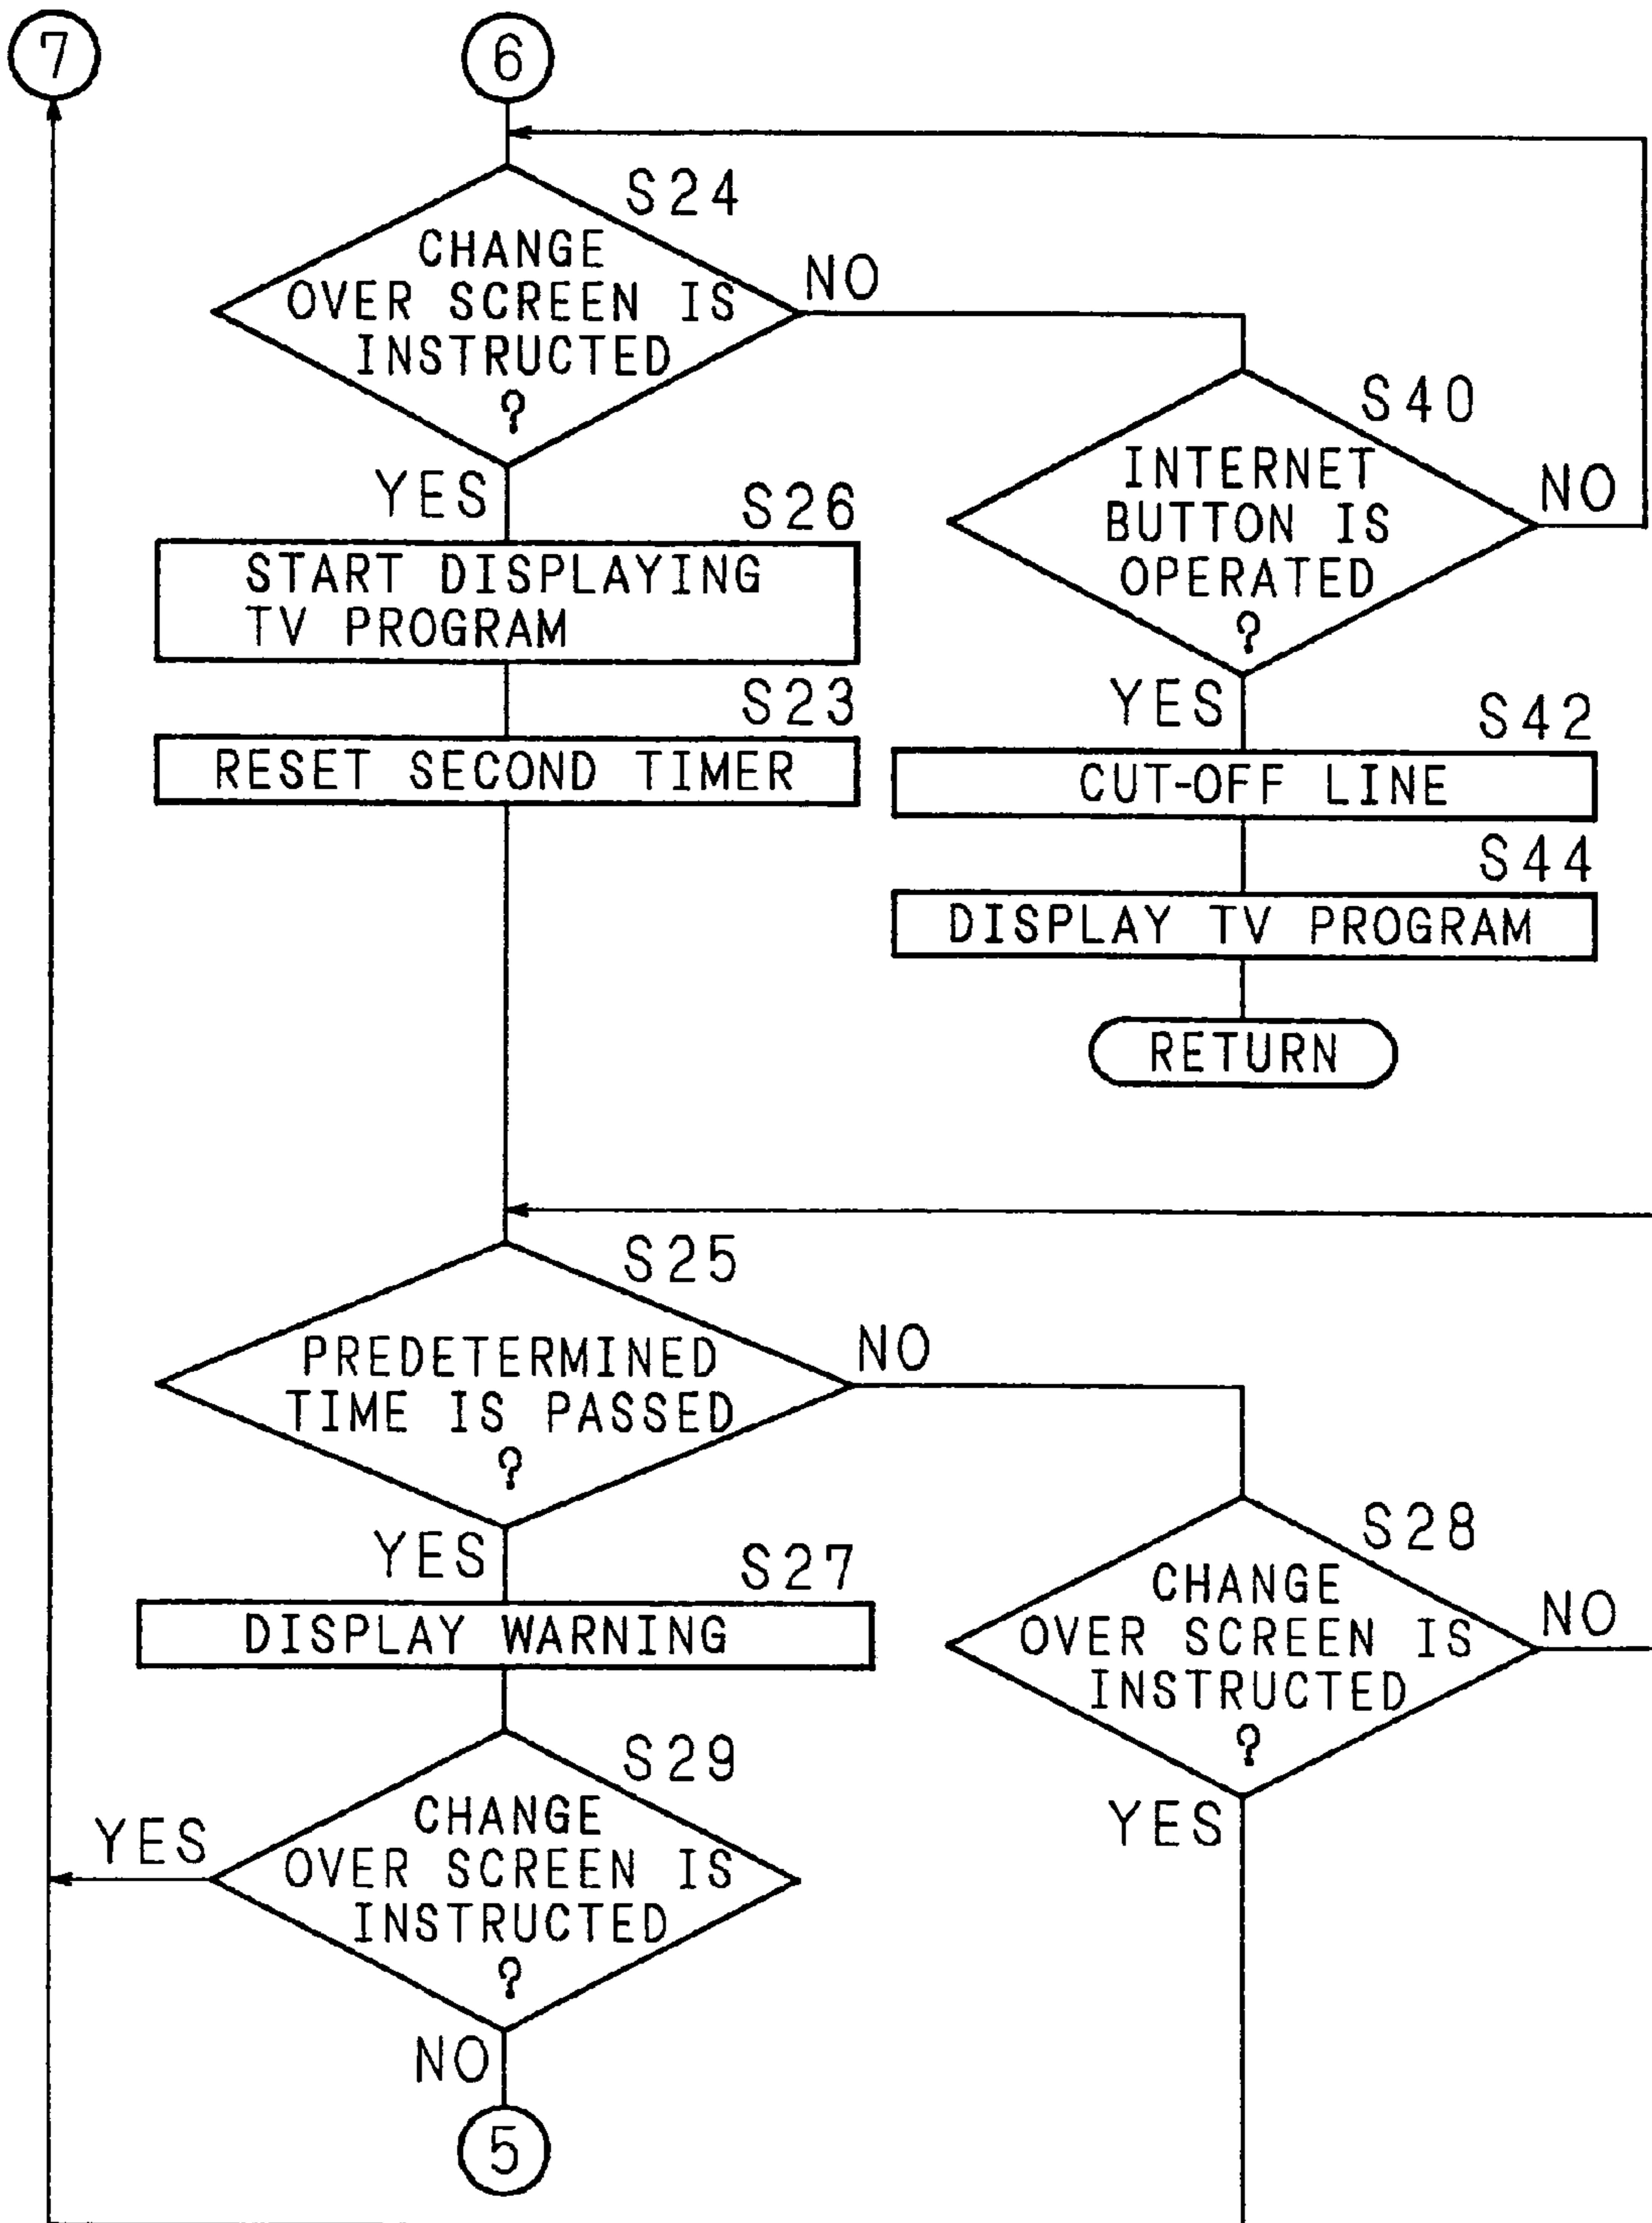 7
6
S24
CHANGE
OVER SCREEN IS
INSTRUCTED
?
NO
YES
S40
INTERNET
BUTTON IS
OPERATED
?
NO
YES
S26
START DISPLAYING
TV PROGRAM
S23
RESET SECOND TIMER
S42
CUT-OFF LINE
S44
DISPLAY TV PROGRAM
RETURN
S25
PREDETERMINED
TIME IS PASSED
?
NO
YES
S27
DISPLAY WARNING
S28
CHANGE
OVER SCREEN IS
INSTRUCTED
?
NO
YES
S29
CHANGE
OVER SCREEN IS
INSTRUCTED
?
YES
NO
5